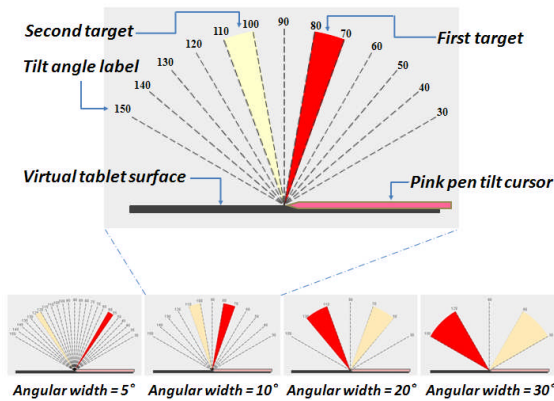 Second target
First target
Tilt angle label
150 140 130 120 110 100 90 80 70 60 50 40 30
Virtual tablet surface
Pink pen tilt cursor
Angular width = 5°
Angular width = 10°
Angular width = 20°
Angular width = 30°